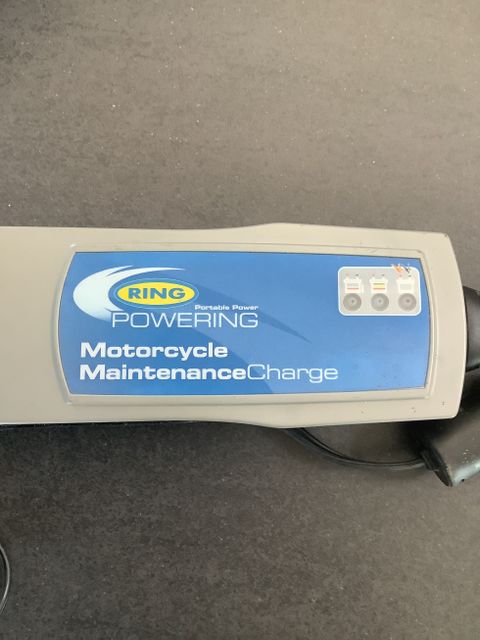 RING
Portable Power
POWERING
Motorcycle
MaintenanceCharge